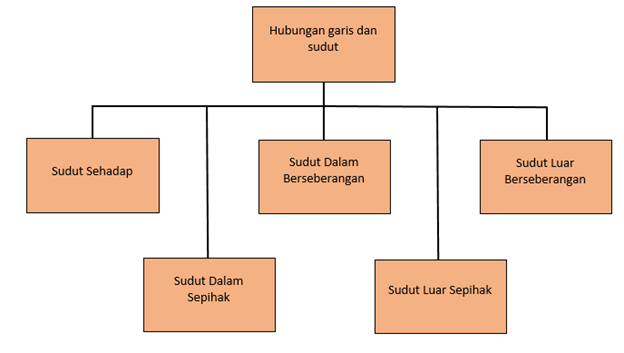 Hubungan garis dan
sudut
Sudut Sehadap
Sudut Dalam
Berseberangan
Sudut Luar
Berseberangan
Sudut Dalam
Sepihak
Sudut Luar Sepihak